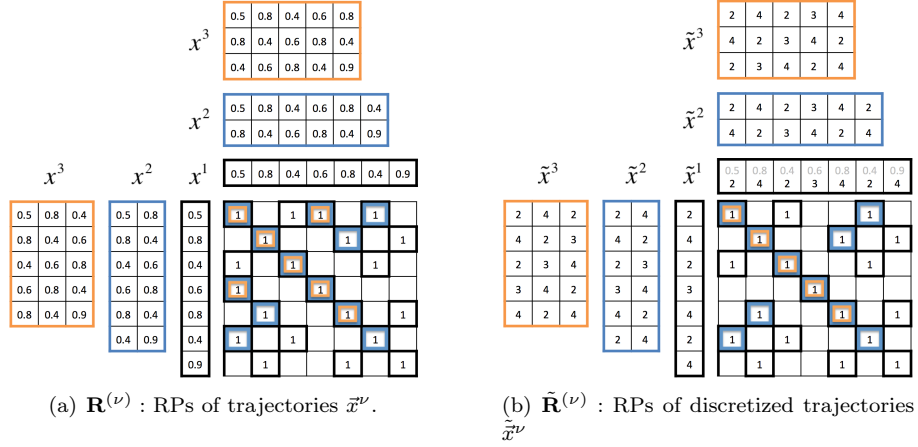 0.5 0.8 0.4 0.6 0.8
x³ 0.8 0.4 0.6 0.8 0.4
0.4 0.6 0.8 0.4 0.9
x² 0.5 0.8 0.4 0.6 0.8 0.4
0.8 0.4 0.6 0.8 0.4 0.9
x³ x² x¹ 0.5 0.8 0.4 0.6 0.8 0.4 0.9
0.5 0.8 0.4 0.5 0.8 0.5 1 1 1 1
0.8 0.4 0.6 0.8 0.4 0.8 1 1 1
0.4 0.6 0.8 0.4 0.6 0.4 1 1 1
0.6 0.8 0.4 0.6 0.8 0.6 1 1
0.8 0.4 0.9 0.8 0.4 0.8 1 1 1
0.4 0.9 0.4 1 1 1
0.9 1 1 1
(a) R^(ν) : RPs of trajectories x⃗^ν.
2 4 2 3 4
x̃³ 4 2 3 4 2
2 3 4 2 4
x̃² 2 4 2 3 4 2
4 2 3 4 2 4
0.5 0.8 0.4 0.6 0.8 0.4 0.9
x̃³ x̃² x̃¹ 2 4 2 3 4 2 4
2 4 2 2 4 2 1 1 1
4 2 3 4 2 4 1 1 1
2 3 4 2 3 2 1 1 1
3 4 2 3 4 3 1
4 2 4 4 2 4 1 1 1
2 4 2 1 1 1
4 1 1 1
(b) R̃^(ν) : RPs of discretized trajectories
x̃⃗^ν